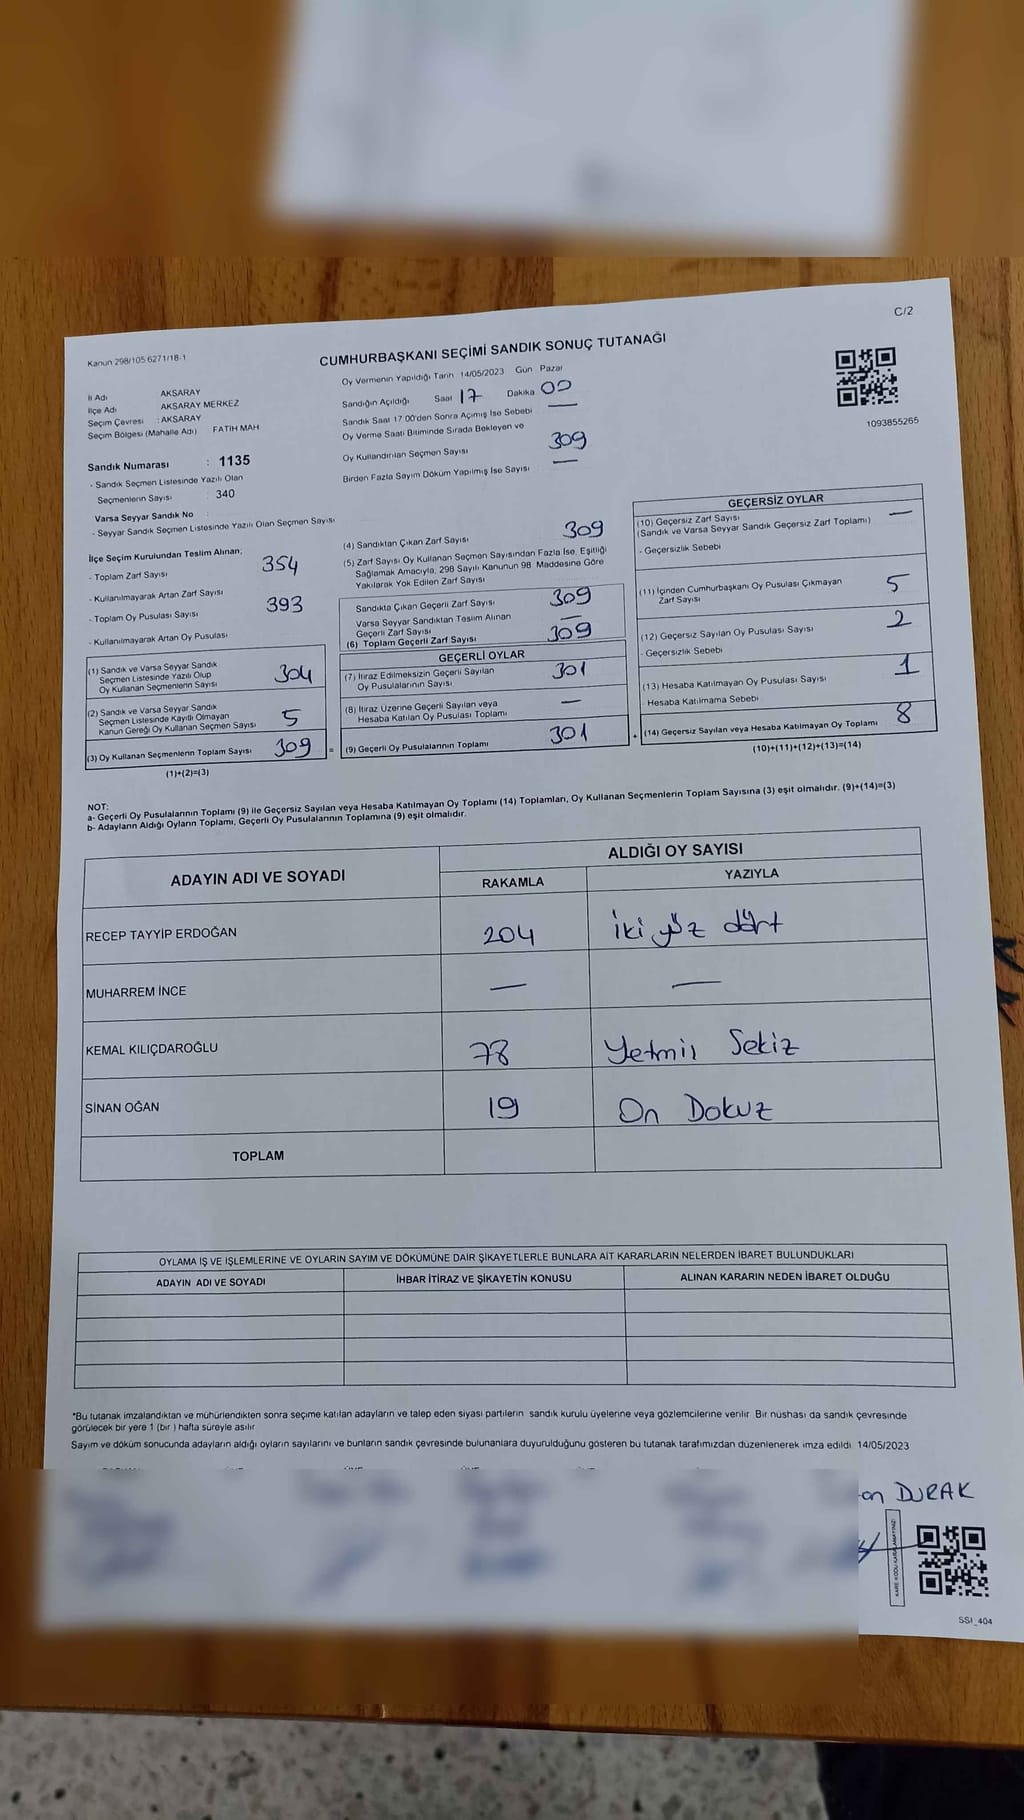 C/2
Kanun 298/105 6271/18-1
CUMHURBAŞKANI SEÇİMİ SANDIK SONUÇ TUTANAĞI
İl Adı AKSARAY
İlçe Adı AKSARAY MERKEZ
Seçim Çevresi : AKSARAY
Seçim Bölgesi (Mahalle Adı) FATİH MAH
Sandık Numarası : 1135
- Sandık Seçmen Listesinde Yazılı Olan
Seçmenlerin Sayısı : 340
Varsa Seyyar Sandık No :
- Seyyar Sandık Seçmen Listesinde Yazılı Olan Seçmen Sayısı
Oy Vermenin Yapıldığı Tarih 14/05/2023 Gün Pazar
Sandığın Açıldığı Saat 17 Dakika 00
Sandık Saat 17 00'den Sonra Açımış İse Sebebi —
Oy Verme Saati Bitiminde Sırada Bekleyen ve
Oy Kullandırılan Seçmen Sayısı 309
Birden Fazla Sayım Döküm Yapılmış İse Sayısı —
1093855265
İlçe Seçim Kurulundan Teslim Alınan;
- Toplam Zarf Sayısı 354
- Kullanılmayarak Artan Zarf Sayısı
- Toplam Oy Pusulası Sayısı 393
- Kullanılmayarak Artan Oy Pusulası
(1) Sandık ve Varsa Seyyar Sandık
Seçmen Listesinde Yazılı Olup
Oy Kullanan Seçmenlerin Sayısı 304
(2) Sandık ve Varsa Seyyar Sandık
Seçmen Listesinde Kayıtlı Olmayan
Kanun Gereği Oy Kullanan Seçmen Sayısı 5
(3) Oy Kullanan Seçmenlerin Toplam Sayısı 309
(1)+(2)=(3)
(4) Sandıktan Çıkan Zarf Sayısı 309
(5) Zarf Sayısı Oy Kullanan Seçmen Sayısından Fazla İse, Eşitliği
Sağlamak Amacıyla, 298 Sayılı Kanunun 98 Maddesine Göre
Yakılarak Yok Edilen Zarf Sayısı
Sandıkta Çıkan Geçerli Zarf Sayısı 309
Varsa Seyyar Sandıktan Teslim Alınan
Geçerli Zarf Sayısı —
(6) Toplam Geçerli Zarf Sayısı 309
GEÇERLİ OYLAR
(7) İtiraz Edilmeksizin Geçerli Sayılan
Oy Pusulalarının Sayısı 301
(8) İtiraz Üzerine Geçerli Sayılan veya
Hesaba Katılan Oy Pusulası Toplamı —
= (9) Geçerli Oy Pusulalarının Toplamı 301
GEÇERSİZ OYLAR
(10) Geçersiz Zarf Sayısı —
(Sandık ve Varsa Seyyar Sandık Geçersiz Zarf Toplamı)
- Geçersizlik Sebebi
(11) İçinden Cumhurbaşkanı Oy Pusulası Çıkmayan
Zarf Sayısı 5
(12) Geçersiz Sayılan Oy Pusulası Sayısı 2
- Geçersizlik Sebebi
(13) Hesaba Katılmayan Oy Pusulası Sayısı 1
Hesaba Katılmama Sebebi
+ (14) Geçersiz Sayılan veya Hesaba Katılmayan Oy Toplamı 8
(10)+(11)+(12)+(13)=(14)
NOT:
a- Geçerli Oy Pusulalarının Toplamı (9) ile Geçersiz Sayılan veya Hesaba Katılmayan Oy Toplamı (14) Toplamları, Oy Kullanan Seçmenlerin Toplam Sayısına (3) eşit olmalıdır. (9)+(14)=(3)
b- Adayların Aldığı Oyların Toplamı, Geçerli Oy Pusulalarının Toplamına (9) eşit olmalıdır.
ADAYIN ADI VE SOYADI ALDIĞI OY SAYISI
RAKAMLA YAZIYLA
RECEP TAYYİP ERDOĞAN 204 İki yüz dört
MUHARREM İNCE — —
KEMAL KILIÇDAROĞLU 78 Yetmiş Sekiz
SİNAN OĞAN 19 On Dokuz
TOPLAM
OYLAMA İŞ VE İŞLEMLERİNE VE OYLARIN SAYIM VE DÖKÜMÜNE DAİR ŞİKAYETLERLE BUNLARA AİT KARARLARIN NELERDEN İBARET BULUNDUKLARI
ADAYIN ADI VE SOYADI İHBAR İTİRAZ VE ŞİKAYETİN KONUSU ALINAN KARARIN NEDEN İBARET OLDUĞU
*Bu tutanak imzalandıktan ve mühürlendikten sonra seçime katılan adayların ve talep eden siyasi partilerin sandık kurulu üyelerine veya gözlemcilerine verilir Bir nüshası da sandık çevresinde
görülecek bir yere 1 (bir ) hafta süreyle asılır
Sayım ve döküm sonucunda adayların aldığı oyların sayılarını ve bunların sandık çevresinde bulunanlara duyurulduğunu gösteren bu tutanak tarafımızdan düzenlenerek imza edildi 14/05/2023
DURAK
SSI_404